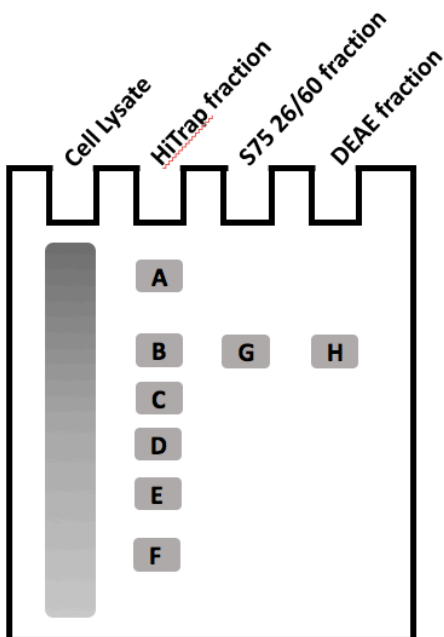 Cell Lysate
HiTrap fraction
S75 26/60 fraction
DEAE fraction
A
B G H
C
D
E
F